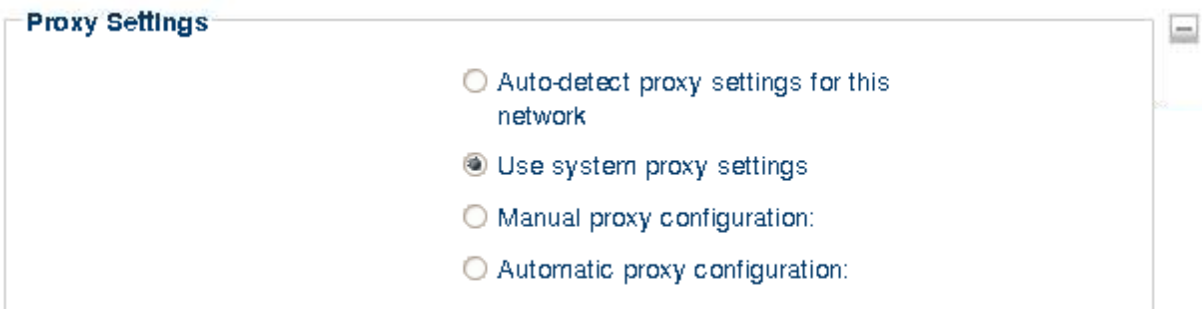 Proxy Settings
Auto-detect proxy settings for this
network
Use system proxy settings
Manual proxy configuration:
Automatic proxy configuration: